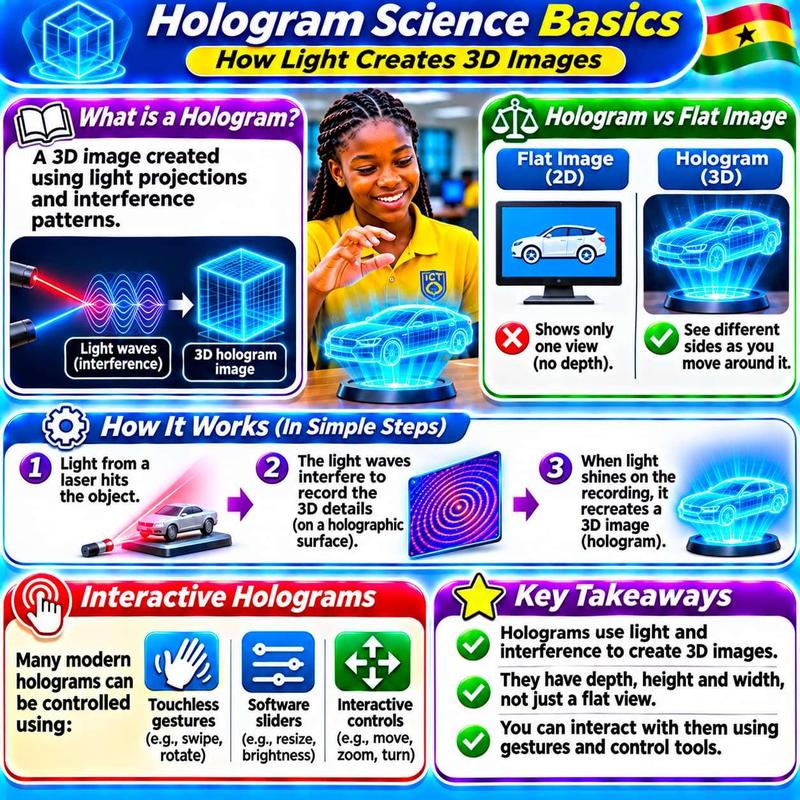 Hologram Science Basics
How Light Creates 3D Images
What is a Hologram?
A 3D image created
using light projections
and interference
patterns.
Light waves
(interference)
3D hologram
image
ICT
Hologram vs Flat Image
Flat Image
(2D)
Hologram
(3D)
Shows only
one view
(no depth).
See different
sides as you
move around it.
How It Works (In Simple Steps)
1
Light from a
laser hits
the object.
2
The light waves
interfere to
record the
3D details
(on a holographic
surface).
3
When light
shines on the
recording, it
recreates a
3D image
(hologram).
Interactive Holograms
Many modern
holograms can
be controlled
using:
Touchless
gestures
(e.g., swipe,
rotate)
Software
sliders
(e.g., resize,
brightness)
Interactive
controls
(e.g., move,
zoom, turn)
Key Takeaways
Holograms use light and
interference to create 3D images.
They have depth, height and width,
not just a flat view.
You can interact with them using
gestures and control tools.